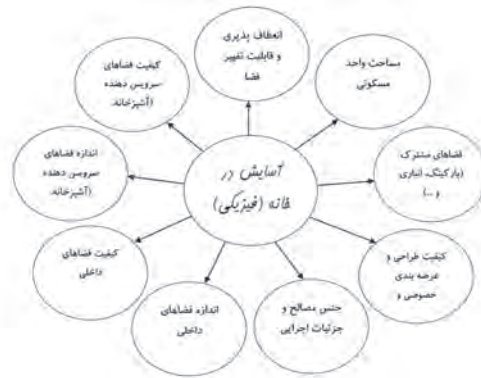 انعطاف پذیری
و قابلیت تغییر
فضا
مساحت واحد
مسکونی
فضاهای مشترک
(پارکینگ، انباری
و ...)
کیفیت طراحی و
عرصه بندی
خصوصی و
جنس مصالح و
جزئیات اجرایی
اندازه فضاهای
داخلی
کیفیت فضاهای
داخلی
اندازه فضاهای
سرویس دهنده
(آشپزخانه،
کیفیت فضاهای
سرویس دهنده
(آشپزخانه،
آسایش در
خانه (فیزیکی)